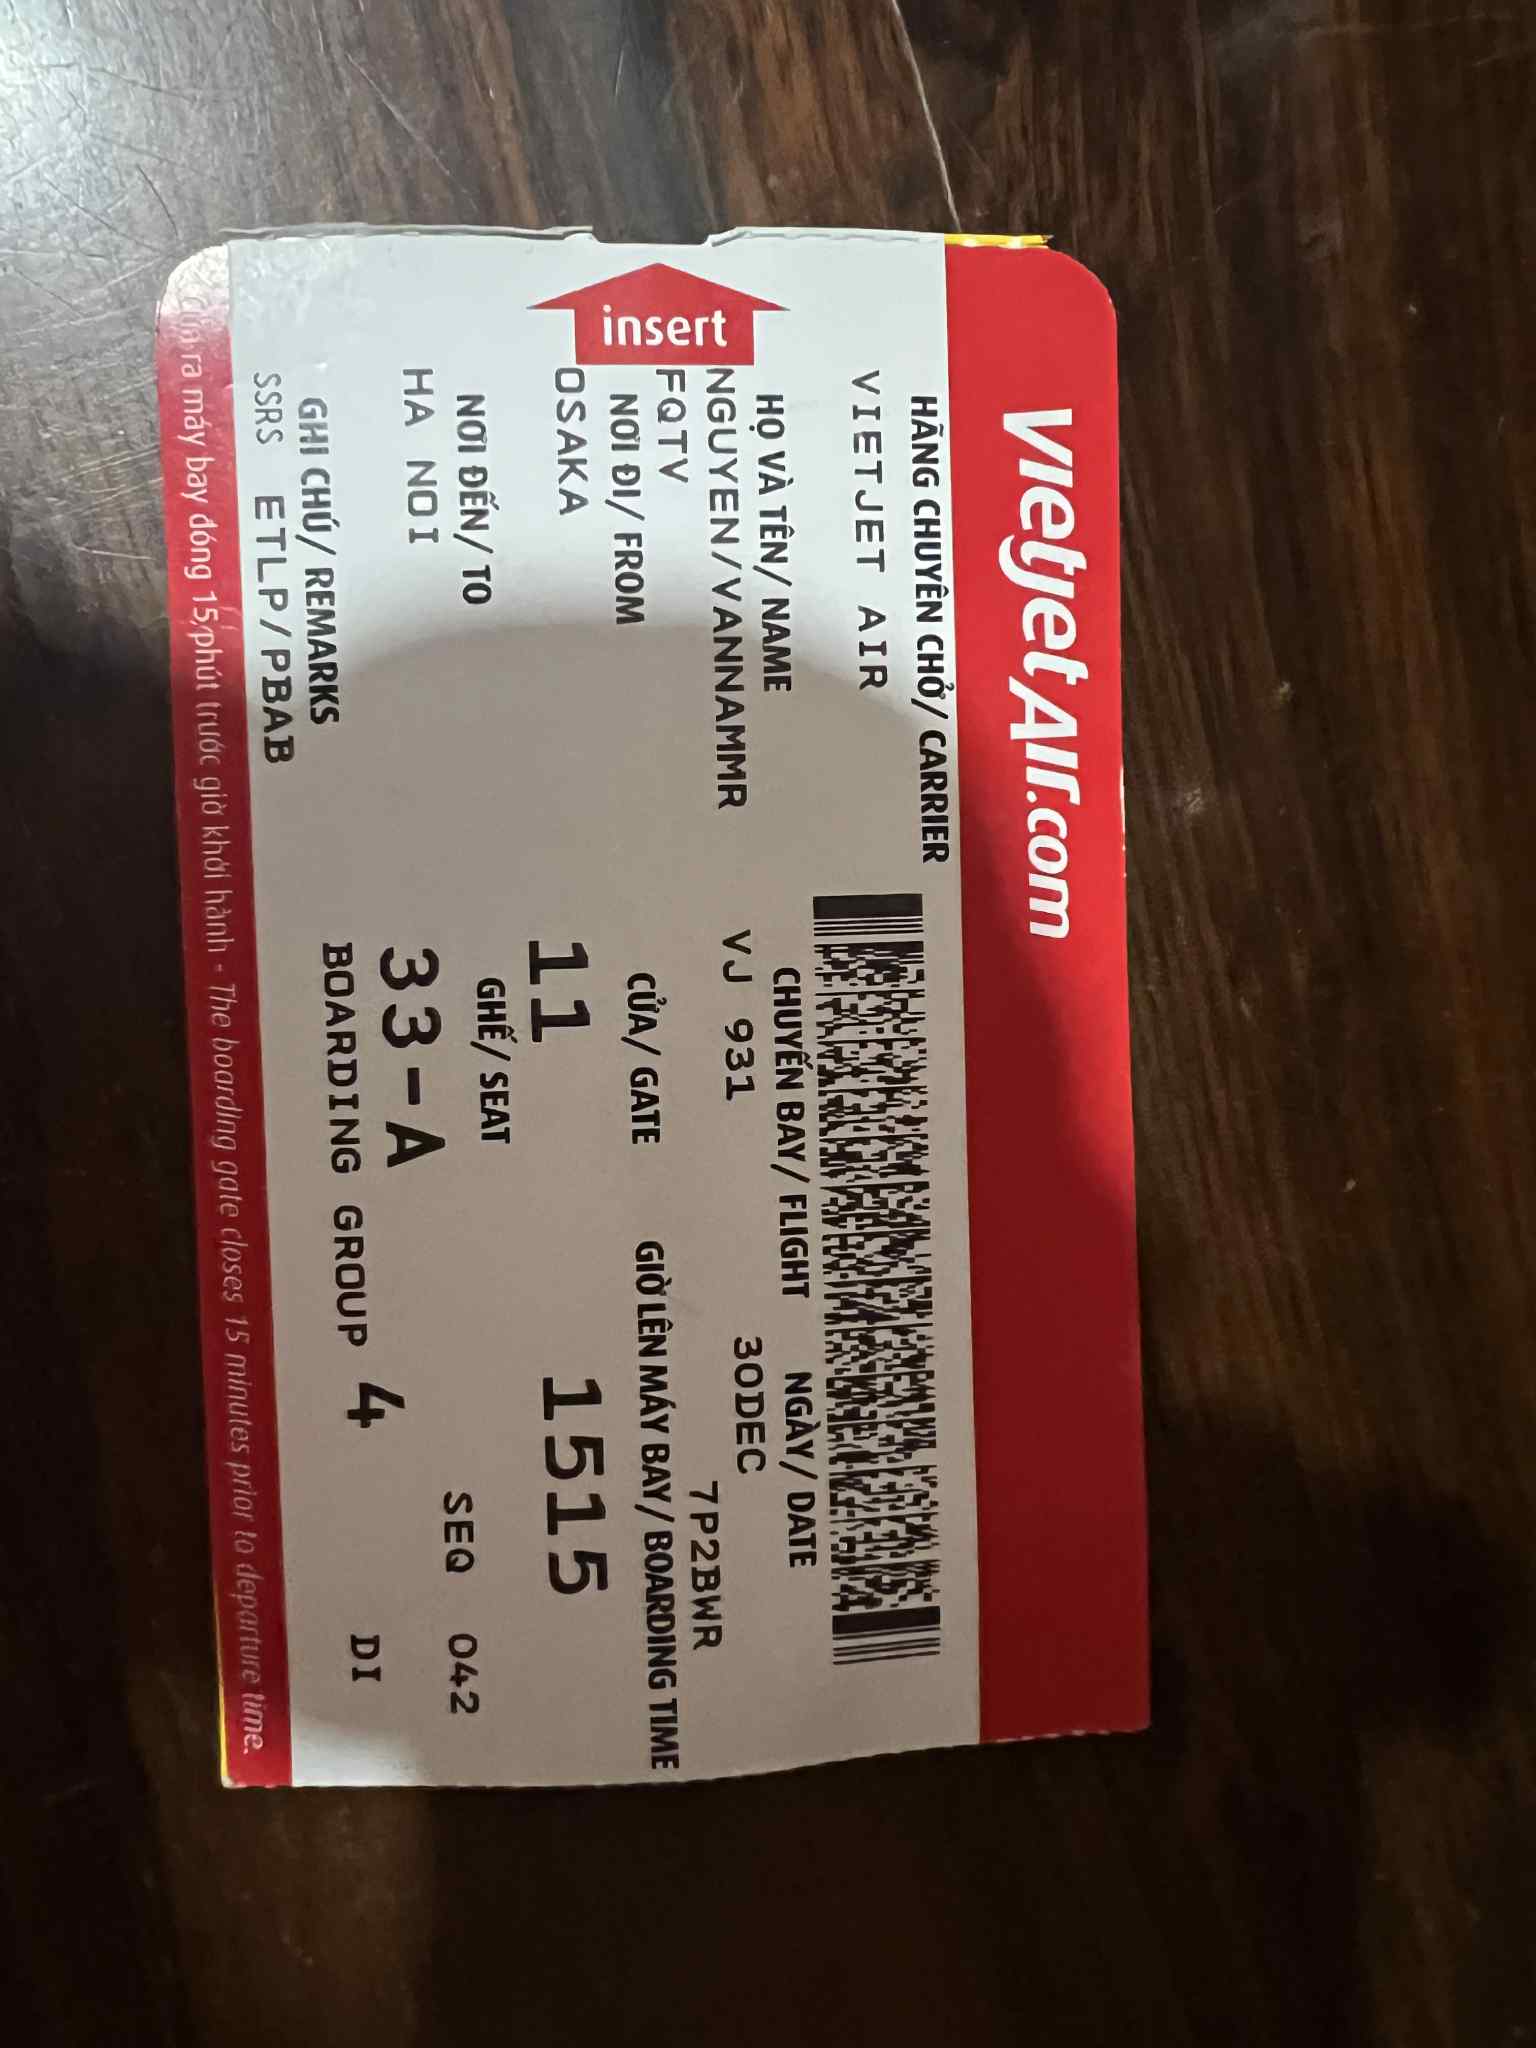 vietjetAir.com
HÃNG CHUYÊN CHỞ/ CARRIER
VIETJET AIR
HỌ VÀ TÊN/ NAME
NGUYEN/VANNAMMR
FQTV
NƠI ĐI/ FROM
OSAKA
NƠI ĐẾN/ TO
HA NOI
GHI CHÚ/ REMARKS
SSRS ETLP/PBAB
insert
CHUYẾN BAY/ FLIGHT NGÀY/ DATE
VJ 931 30DEC
7P2BWR
CỬA/ GATE GIỜ LÊN MÁY BAY/ BOARDING TIME
11 1515
GHẾ/ SEAT
33-A SEQ 042
BOARDING GROUP 4 DI
Cửa ra máy bay đóng 15 phút trước giờ khởi hành - The boarding gate closes 15 minutes prior to departure time.